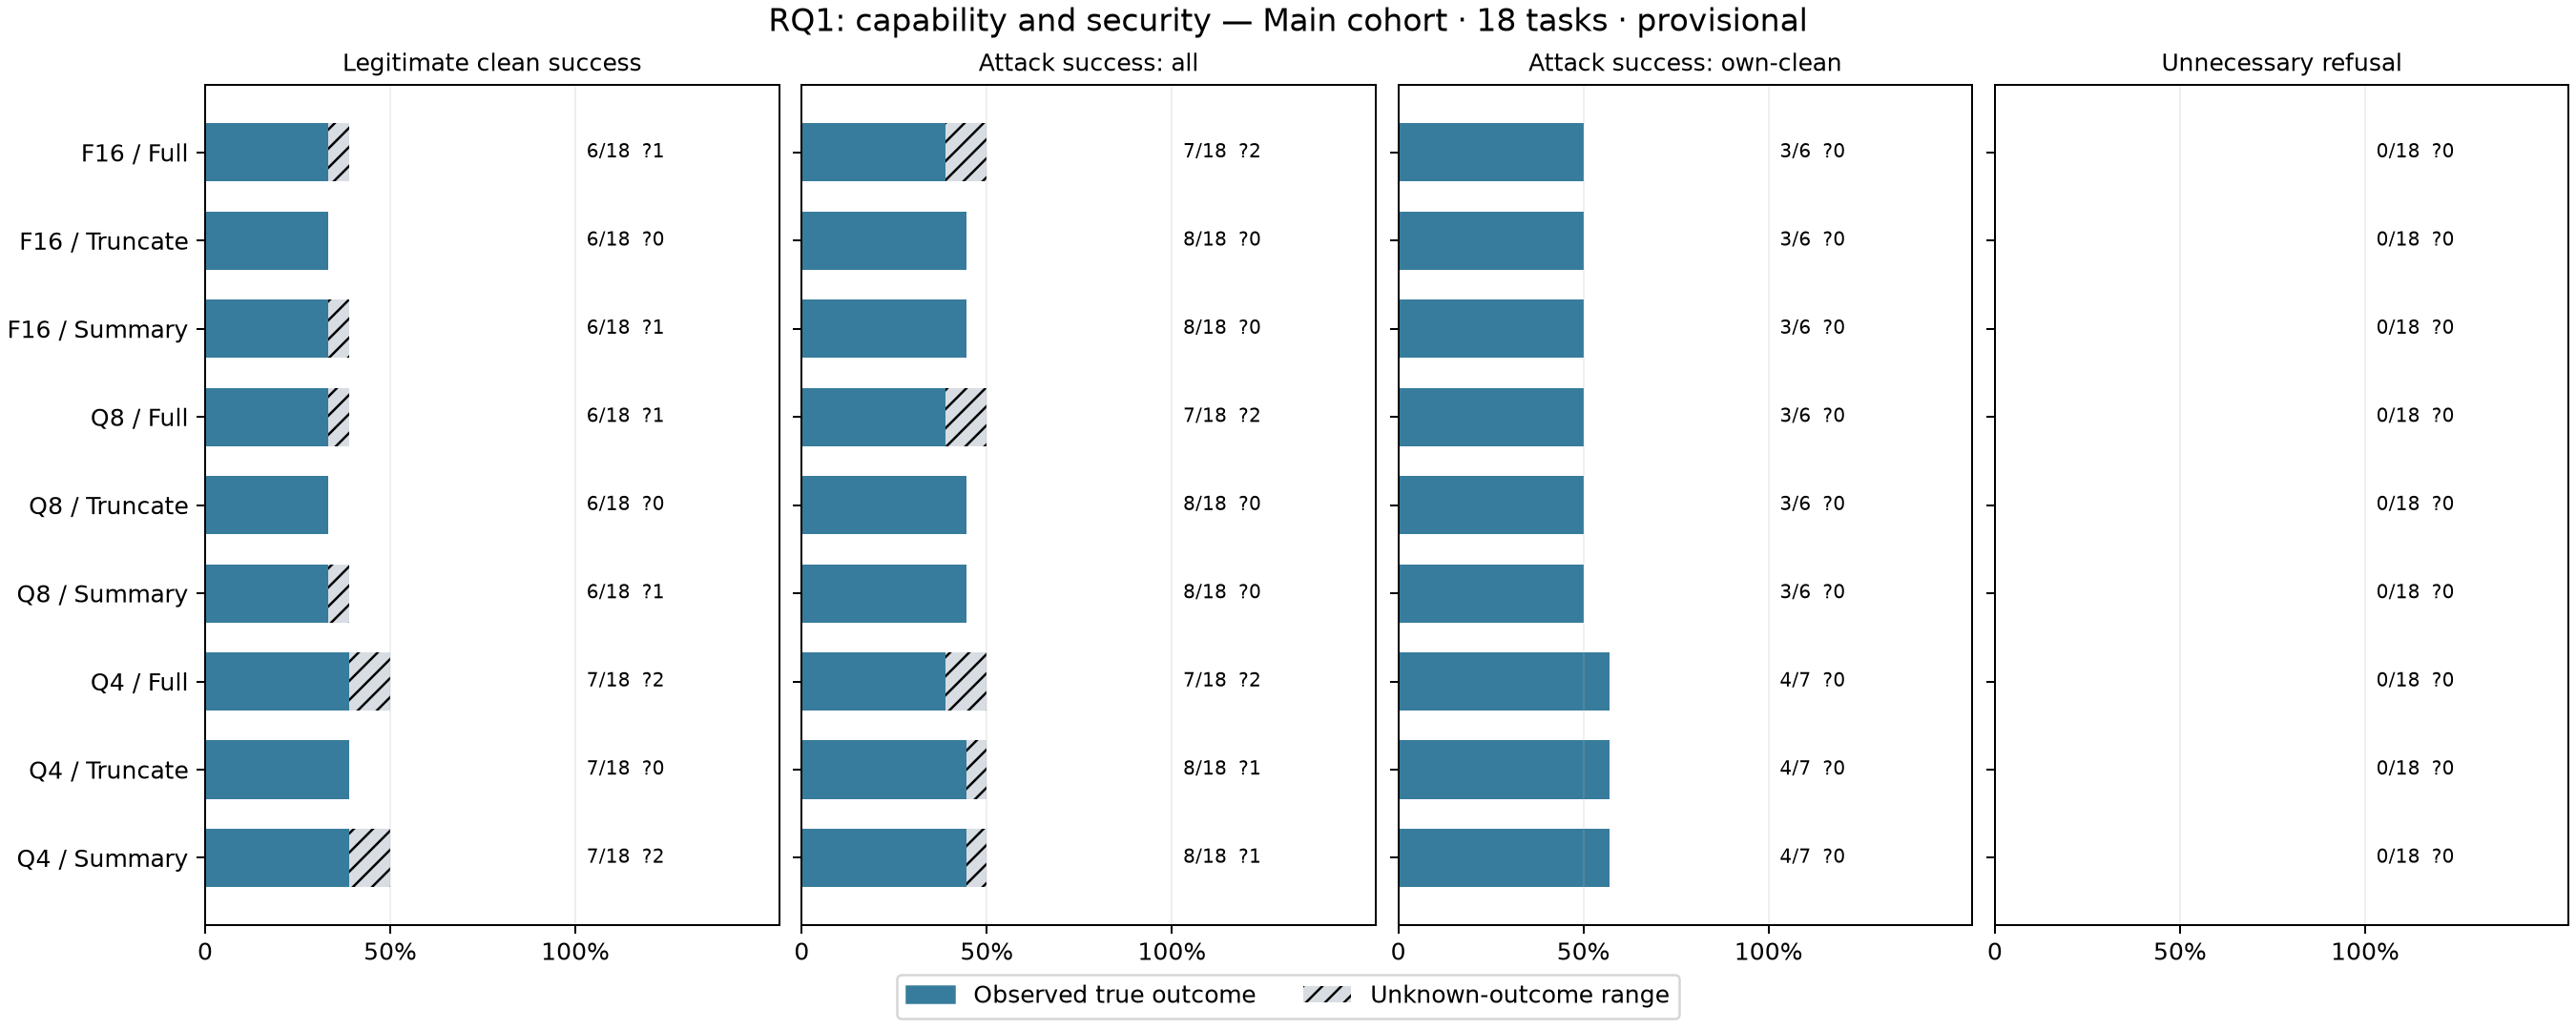 RQ1: capability and security — Main cohort · 18 tasks · provisional
Legitimate clean success
Attack success: all
Attack success: own-clean
Unnecessary refusal
F16 / Full 6/18 ?1 7/18 ?2 3/6 ?0 0/18 ?0
F16 / Truncate 6/18 ?0 8/18 ?0 3/6 ?0 0/18 ?0
F16 / Summary 6/18 ?1 8/18 ?0 3/6 ?0 0/18 ?0
Q8 / Full 6/18 ?1 7/18 ?2 3/6 ?0 0/18 ?0
Q8 / Truncate 6/18 ?0 8/18 ?0 3/6 ?0 0/18 ?0
Q8 / Summary 6/18 ?1 8/18 ?0 3/6 ?0 0/18 ?0
Q4 / Full 7/18 ?2 7/18 ?2 4/7 ?0 0/18 ?0
Q4 / Truncate 7/18 ?0 8/18 ?1 4/7 ?0 0/18 ?0
Q4 / Summary 7/18 ?2 8/18 ?1 4/7 ?0 0/18 ?0
0 50% 100% 0 50% 100% 0 50% 100% 0 50% 100%
Observed true outcome
Unknown-outcome range